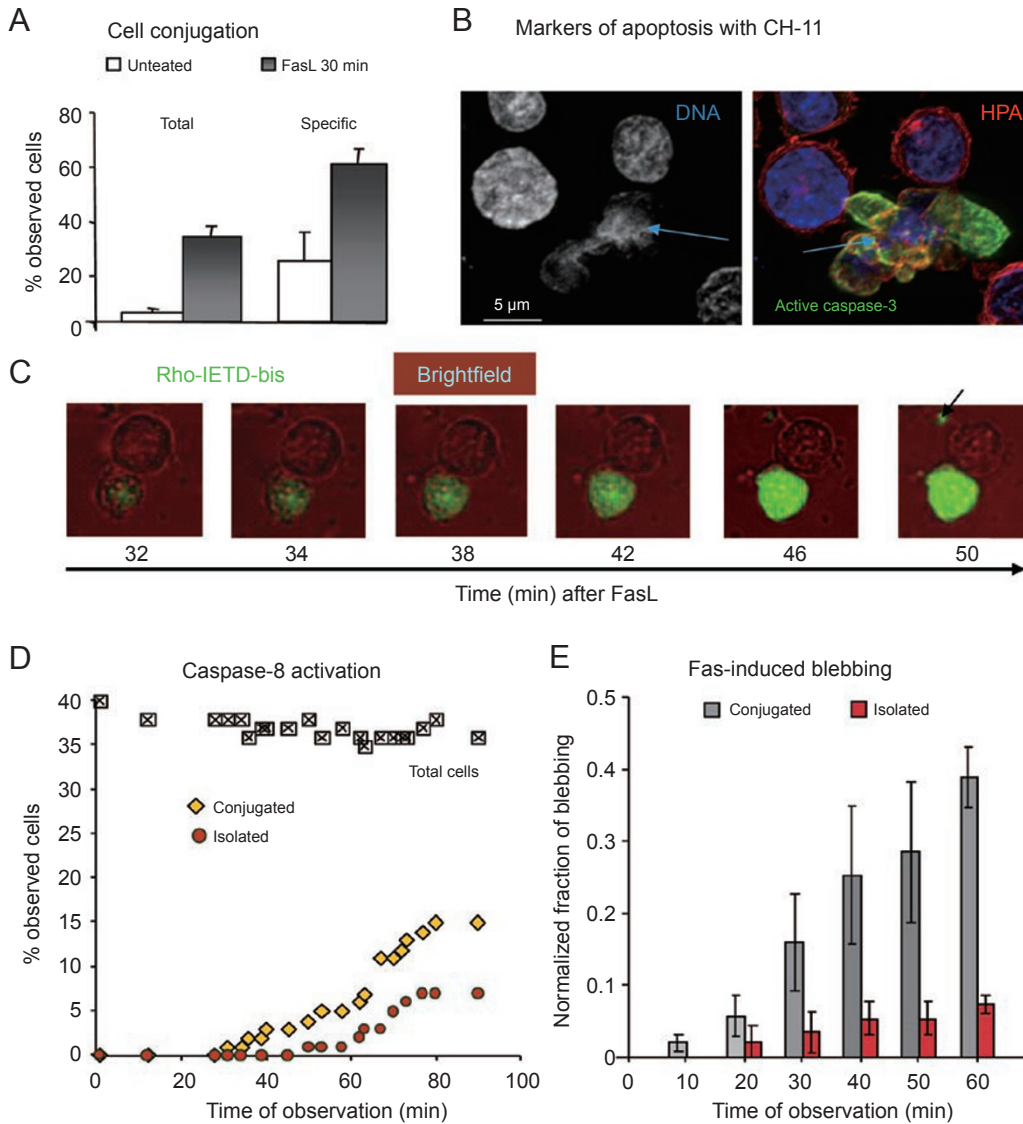 A
Cell conjugation
Unteated
FasL 30 min
% observed cells
80
60
40
20
0
Total
Specific
B
Markers of apoptosis with CH-11
DNA
5 µm
HPA
Active caspase-3
C
Rho-IETD-bis
Brightfield
32
34
38
42
46
50
Time (min) after FasL
D
Caspase-8 activation
% observed cells
40
35
30
25
20
15
10
5
0
Total cells
Conjugated
Isolated
0
20
40
60
80
100
Time of observation (min)
E
Fas-induced blebbing
Normalized fraction of blebbing
0.5
0.4
0.3
0.2
0.1
0
Conjugated
Isolated
0
10
20
30
40
50
60
Time of observation (min)